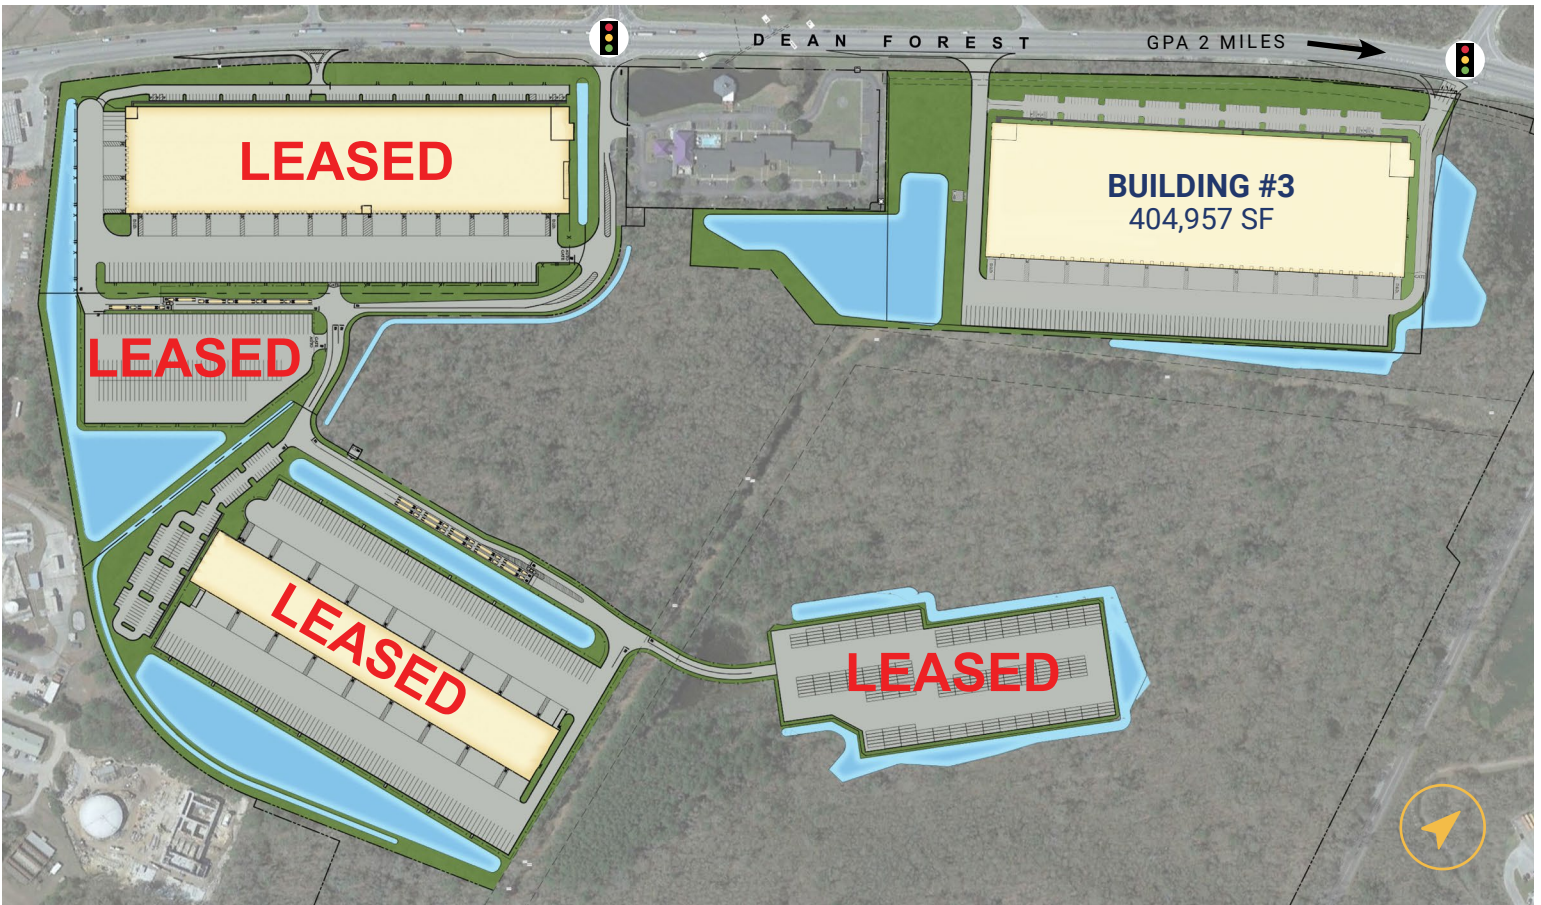 DEAN FOREST
GPA 2 MILES
LEASED
BUILDING #3
404,957 SF
LEASED
LEASED
LEASED